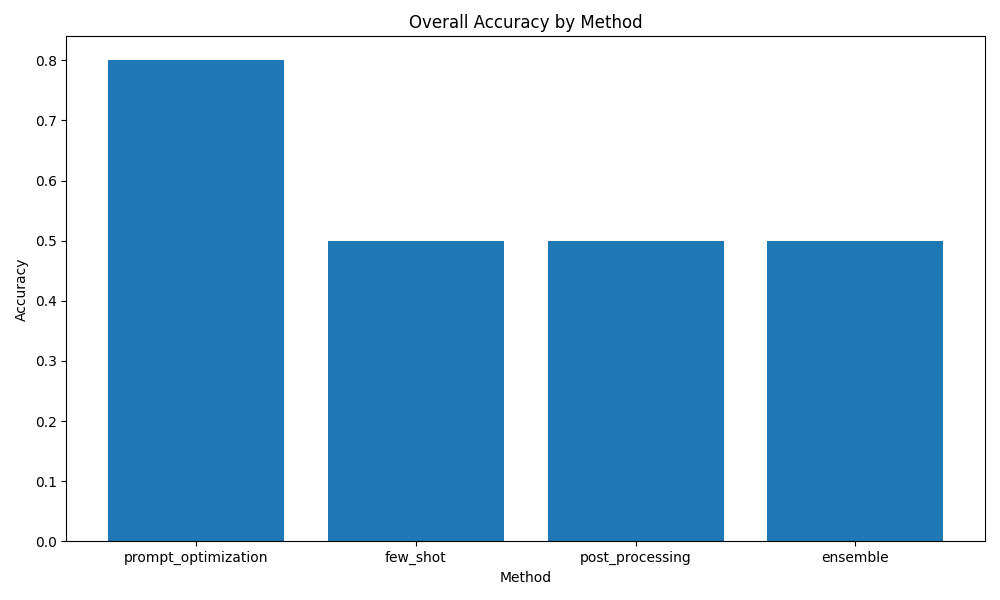 Overall Accuracy by Method
Accuracy
0.8
0.7
0.6
0.5
0.4
0.3
0.2
0.1
0.0
prompt_optimization few_shot post_processing ensemble
Method